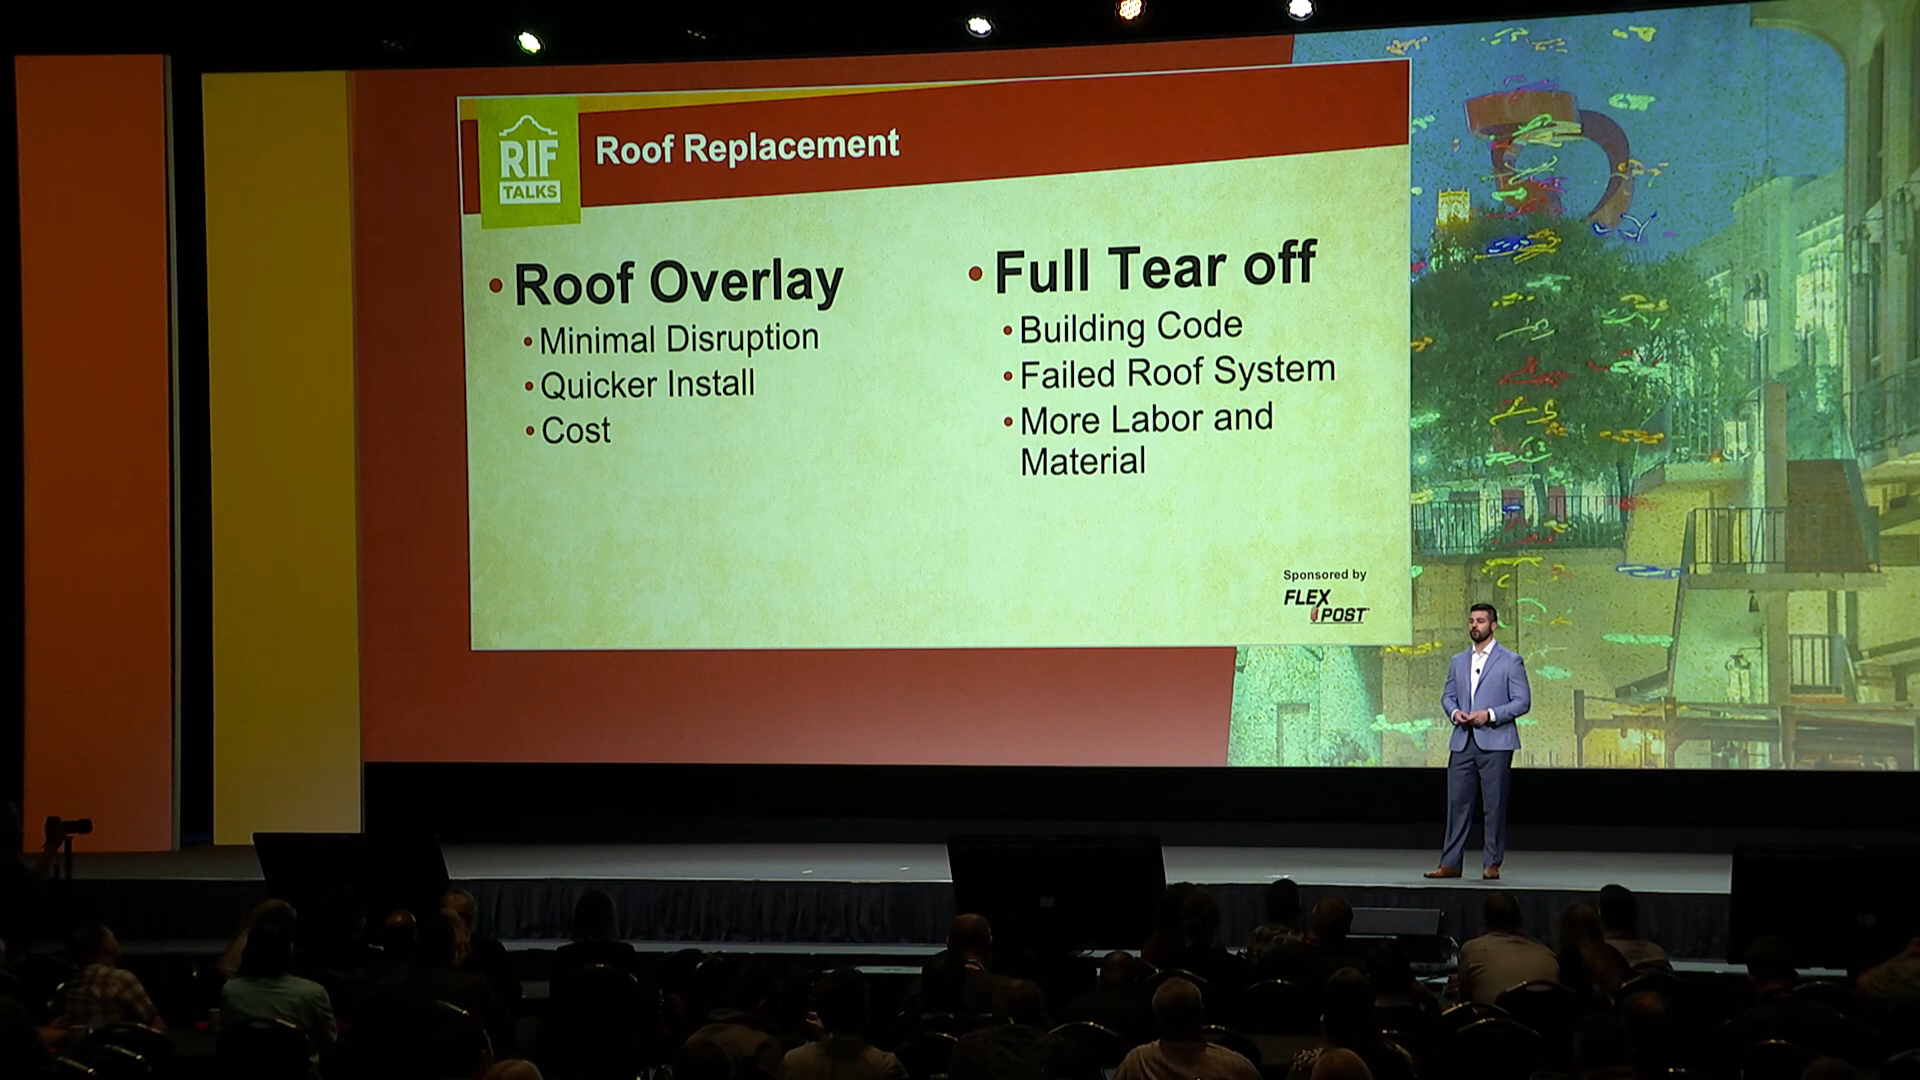 RIF
TALKS
Roof Replacement
• Roof Overlay
• Minimal Disruption
• Quicker Install
• Cost
• Full Tear off
• Building Code
• Failed Roof System
• More Labor and
Material
Sponsored by
FLEX
POST